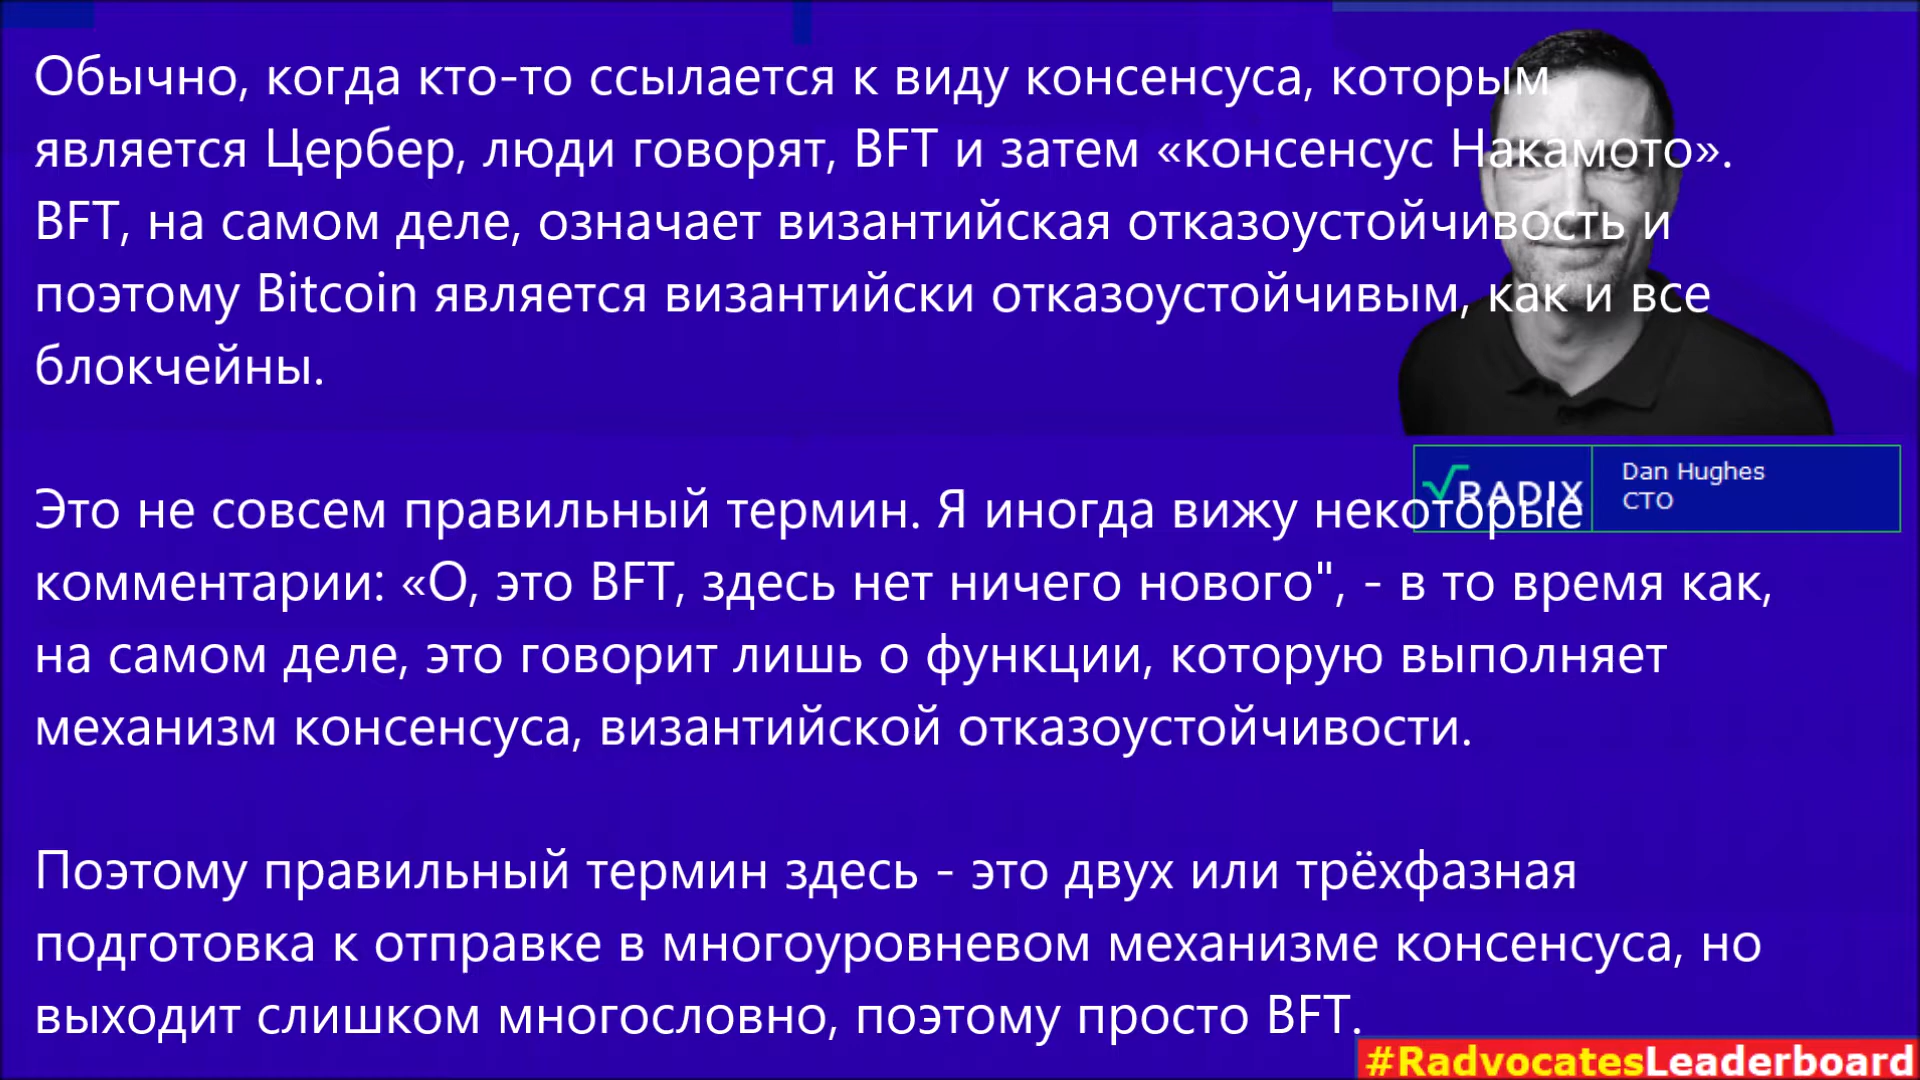 Обычно, когда кто-то ссылается к виду консенсуса, которым
является Цербер, люди говорят, BFT и затем «консенсус Накамото».
BFT, на самом деле, означает византийская отказоустойчивость и
поэтому Bitcoin является византийски отказоустойчивым, как и все
блокчейны.
Это не совсем правильный термин. Я иногда вижу некоторые
комментарии: «О, это BFT, здесь нет ничего нового", - в то время как,
на самом деле, это говорит лишь о функции, которую выполняет
механизм консенсуса, византийской отказоустойчивости.
Поэтому правильный термин здесь - это двух или трёхфазная
подготовка к отправке в многоуровневом механизме консенсуса, но
выходит слишком многословно, поэтому просто BFT.
RADIX
Dan Hughes
CTO
#RadvocatesLeaderboard